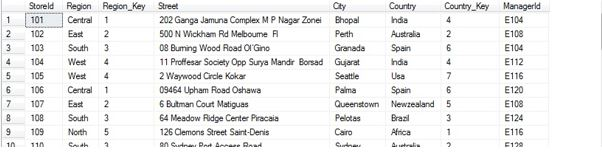 StoreId Region Region_Key Street City Country Country_Key ManagerId
1 101 Central 1 202 Ganga Jamuna Complex M P Nagar Zonei Bhopal India 4 E104
2 102 East 2 500 N Wickham Rd Melbourne Fl Perth Australia 2 E108
3 103 South 3 08 Burning Wood Road Ol´Gino Granada Spain 6 E104
4 104 West 4 11 Proffesar Society Opp Surya Mandir Borsad Gujarat India 4 E112
5 105 West 4 2 Waywood Circle Kokar Seattle Usa 7 E116
6 106 Central 1 09464 Upham Road Oshawa Palma Spain 6 E120
7 107 East 2 6 Bultman Court Matiguas Queenstown Newzealand 5 E108
8 108 South 3 64 Meadow Ridge Center Piracaia Pelotas Brazil 3 E124
9 109 North 5 126 Clemons Street Saint-Denis Cairo Africa 1 E116
10 110 South 3 80 Sydney Port Access Road Sydney Australia 2 E128